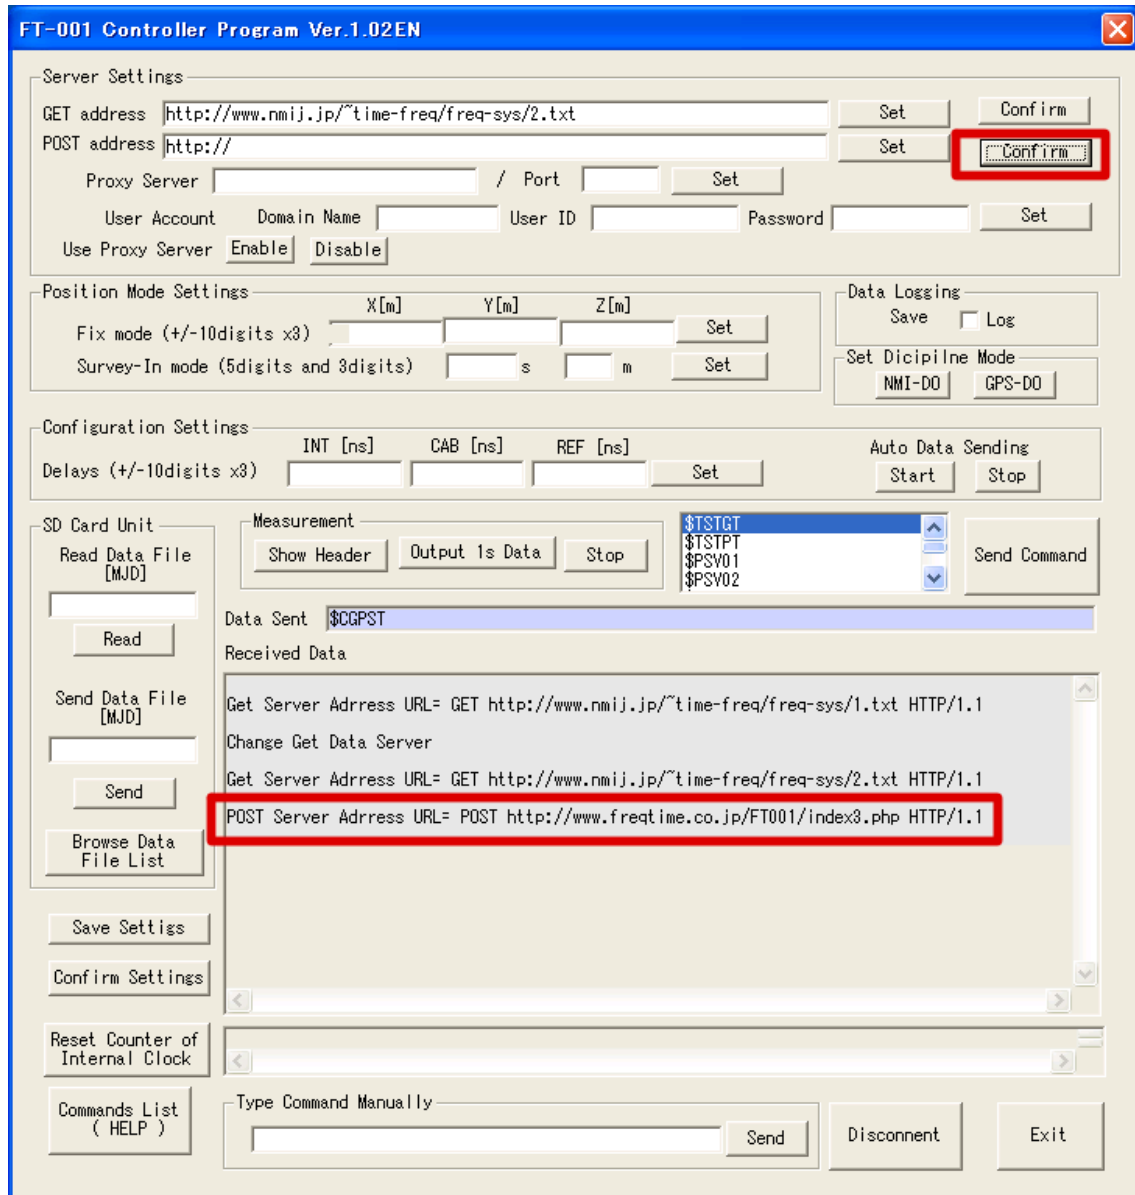 FT-001 Controller Program Ver.1.02EN
Server Settings
GET address http://www.nmij.jp/~time-freq/freq-sys/2.txt Set Confirm
POST address http:// Set Confirm
Proxy Server / Port Set
User Account Domain Name User ID Password Set
Use Proxy Server Enable Disable
Position Mode Settings
X[m] Y[m] Z[m]
Fix mode (+/-10digits x3) Set
Survey-In mode (5digits and 3digits) s m Set
Data Logging
Save Log
Set Dicipilne Mode
NMI-DO GPS-DO
Configuration Settings
INT [ns] CAB [ns] REF [ns]
Delays (+/-10digits x3) Set
Auto Data Sending
Start Stop
SD Card Unit
Read Data File
[MJD]
Read
Send Data File
[MJD]
Send
Browse Data
File List
Measurement
Show Header Output 1s Data Stop
$TSTGT
$TSTPT
$PSV01
$PSV02
Send Command
Data Sent $CGPST
Received Data
Get Server Adrress URL= GET http://www.nmij.jp/~time-freq/freq-sys/1.txt HTTP/1.1
Change Get Data Server
Get Server Adrress URL= GET http://www.nmij.jp/~time-freq/freq-sys/2.txt HTTP/1.1
POST Server Adrress URL= POST http://www.freqtime.co.jp/FT001/index3.php HTTP/1.1
Save Settigs
Confirm Settings
Reset Counter of
Internal Clock
Commands List
( HELP )
Type Command Manually
Send
Disconnent
Exit